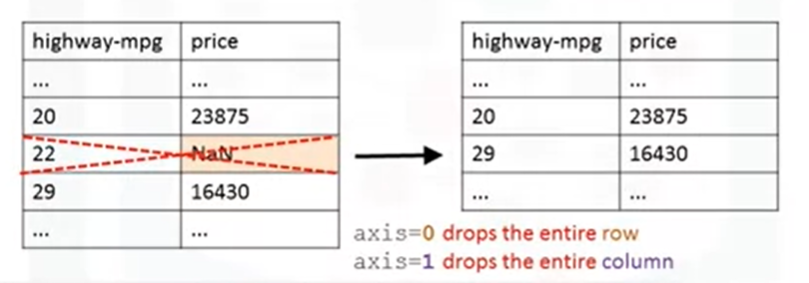 highway-mpg price
... ...
20 23875
22 NaN
29 16430
... ...
highway-mpg price
... ...
20 23875
29 16430
... ...
axis=0 drops the entire row
axis=1 drops the entire column